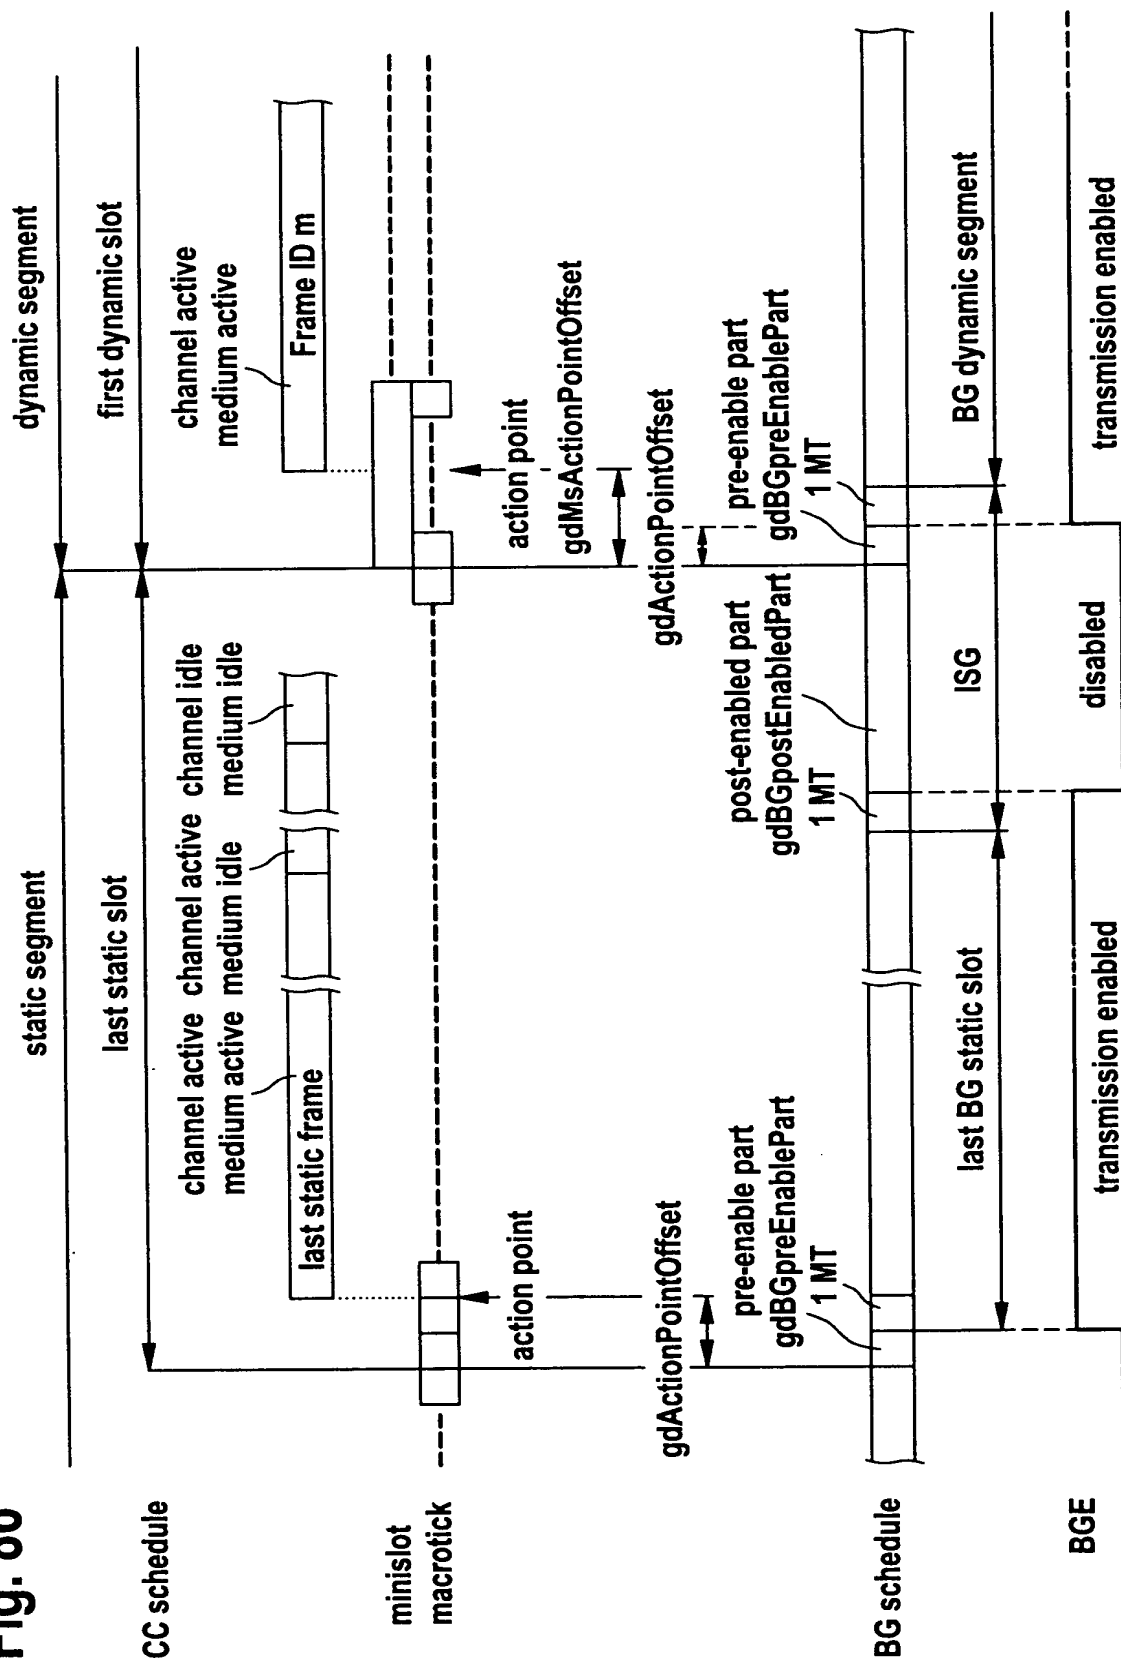 static segment
dynamic segment
CC schedule
last static slot
first dynamic slot
channel active channel active channel idle
medium active medium idle medium idle
channel active
medium active
last static frame
Frame ID m
minislot
macrotick
action point
action point
gdMsActionPointOffset
gdActionPointOffset
gdActionPointOffset
pre-enable part
gdBGpreEnablePart
1 MT
post-enabled part
gdBGpostEnabledPart
1 MT
pre-enable part
gdBGpreEnablePart
1 MT
BG schedule
last BG static slot
ISG
BG dynamic segment
BGE
transmission enabled
disabled
transmission enabled